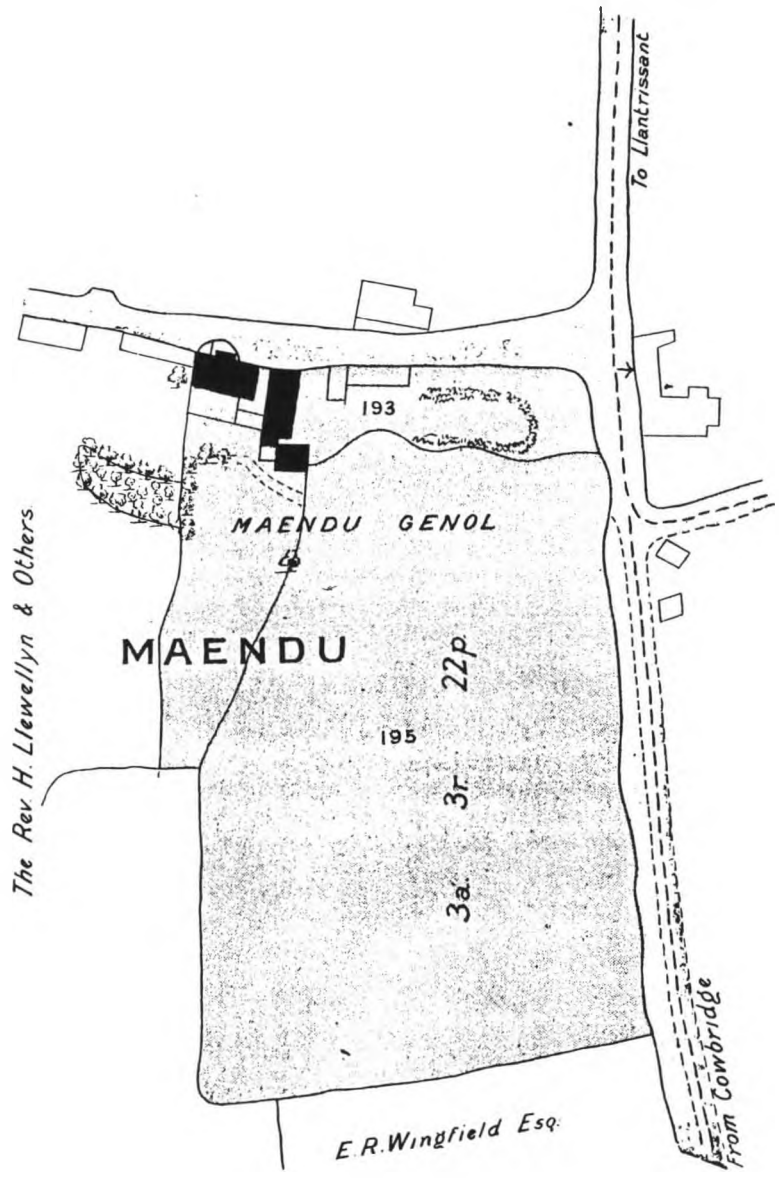 To Llantrissant
193
MAENDU GENOL
The Rev. H. Llewellyn & Others
MAENDU
195
3a. 3r. 22p.
From Cowbridge
E.R. Wingfield Esq.